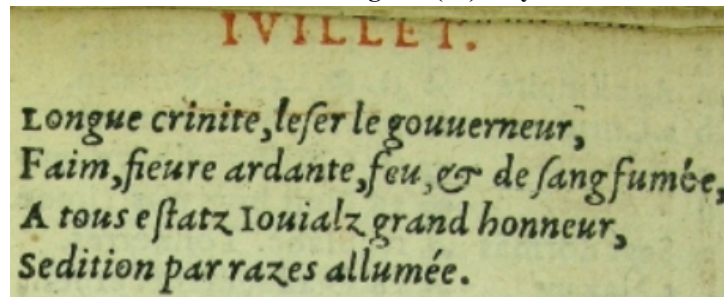 IVILLET.
Longue crinite, leſer le gouuerneur,
Faim, fieure ardante, feu, & de ſang fumée,
A tous eſtatz Iouialz grand honneur,
Sedition par razes allumée.